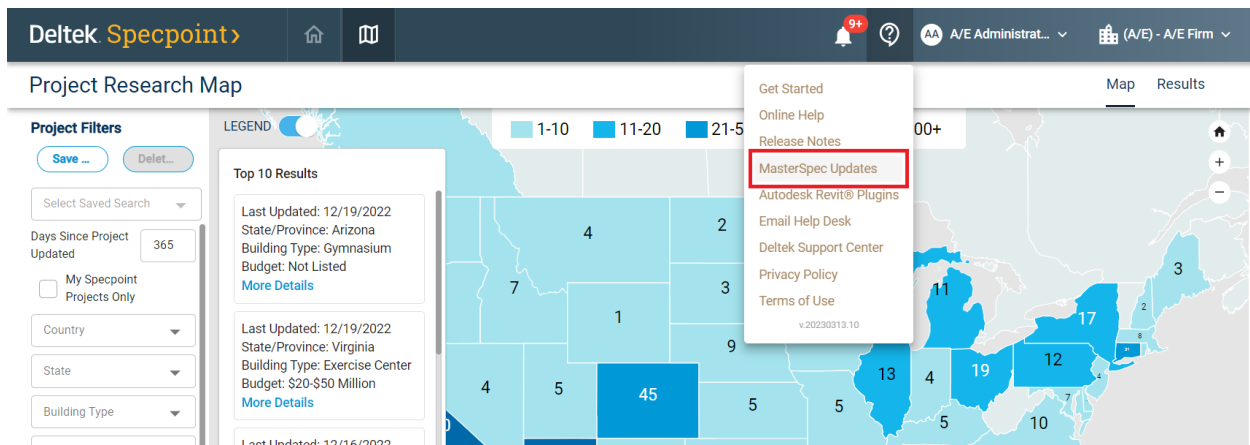 Deltek. Specpoint>
9+
AA A/E Administrat...
(A/E) - A/E Firm
Project Research Map
Map Results
Project Filters
Save ...
Delet...
Select Saved Search
Days Since Project
Updated
365
My Specpoint
Projects Only
Country
State
Building Type
LEGEND
1-10
11-20
21-5
00+
Top 10 Results
Last Updated: 12/19/2022
State/Province: Arizona
Building Type: Gymnasium
Budget: Not Listed
More Details
Last Updated: 12/19/2022
State/Province: Virginia
Building Type: Exercise Center
Budget: $20-$50 Million
More Details
Last Updated: 12/16/2022
Get Started
Online Help
Release Notes
MasterSpec Updates
Autodesk Revit® Plugins
Email Help Desk
Deltek Support Center
Privacy Policy
Terms of Use
v.20230313.10
4
2
7
3
1
9
4
5
45
5
5
11
13
4
19
12
17
3
2
8
4
7
5
10